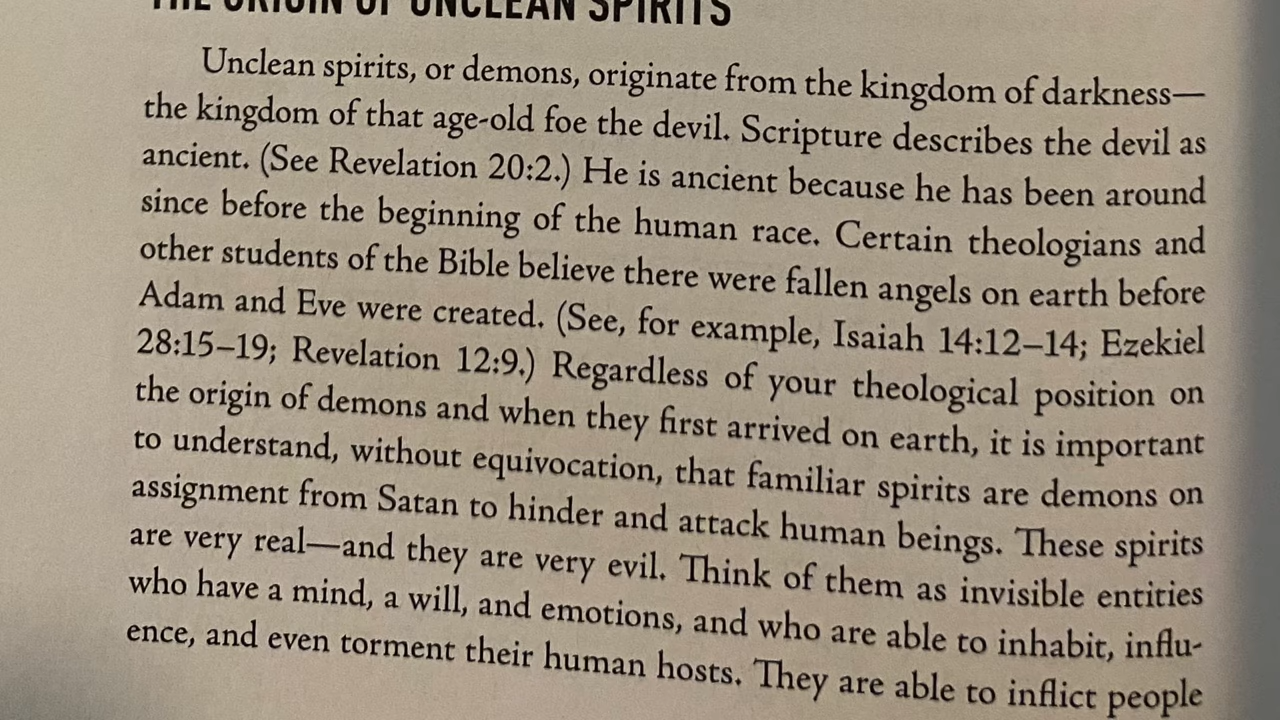 THE ORIGIN OF UNCLEAN SPIRITS
Unclean spirits, or demons, originate from the kingdom of darkness—
the kingdom of that age-old foe the devil. Scripture describes the devil as
ancient. (See Revelation 20:2.) He is ancient because he has been around
since before the beginning of the human race. Certain theologians and
other students of the Bible believe there were fallen angels on earth before
Adam and Eve were created. (See, for example, Isaiah 14:12–14; Ezekiel
28:15–19; Revelation 12:9.) Regardless of your theological position on
the origin of demons and when they first arrived on earth, it is important
to understand, without equivocation, that familiar spirits are demons on
assignment from Satan to hinder and attack human beings. These spirits
are very real—and they are very evil. Think of them as invisible entities
who have a mind, a will, and emotions, and who are able to inhabit, influ-
ence, and even torment their human hosts. They are able to inflict people